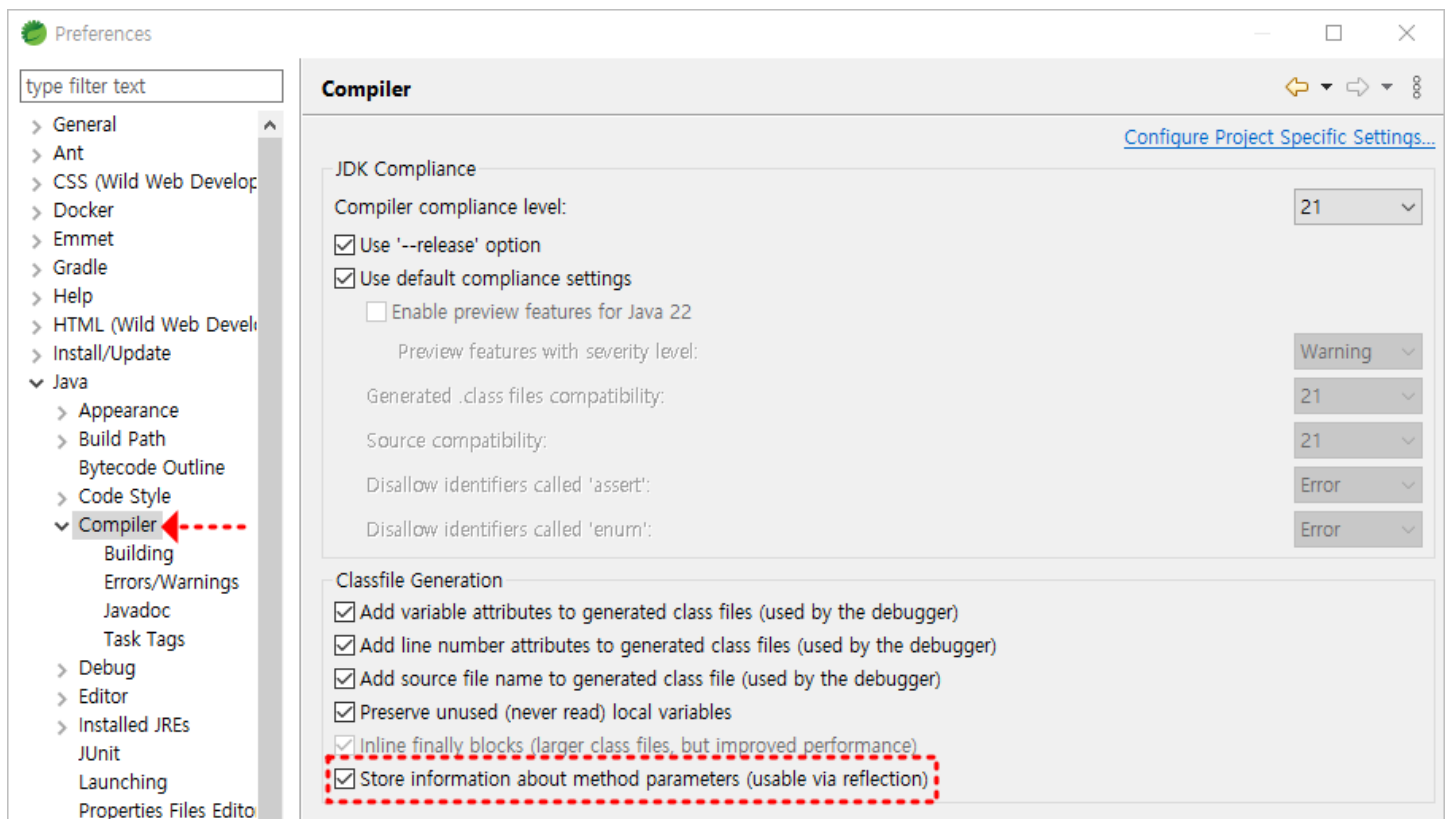 Preferences
type filter text
General
Ant
CSS (Wild Web Develop
Docker
Emmet
Gradle
Help
HTML (Wild Web Devel
Install/Update
Java
Appearance
Build Path
Bytecode Outline
Code Style
Compiler
Building
Errors/Warnings
Javadoc
Task Tags
Debug
Editor
Installed JREs
JUnit
Launching
Properties Files Edito
Compiler
Configure Project Specific Settings...
JDK Compliance
Compiler compliance level: 21
Use '--release' option
Use default compliance settings
Enable preview features for Java 22
Preview features with severity level: Warning
Generated .class files compatibility: 21
Source compatibility: 21
Disallow identifiers called 'assert': Error
Disallow identifiers called 'enum': Error
Classfile Generation
Add variable attributes to generated class files (used by the debugger)
Add line number attributes to generated class files (used by the debugger)
Add source file name to generated class file (used by the debugger)
Preserve unused (never read) local variables
Inline finally blocks (larger class files, but improved performance)
Store information about method parameters (usable via reflection)